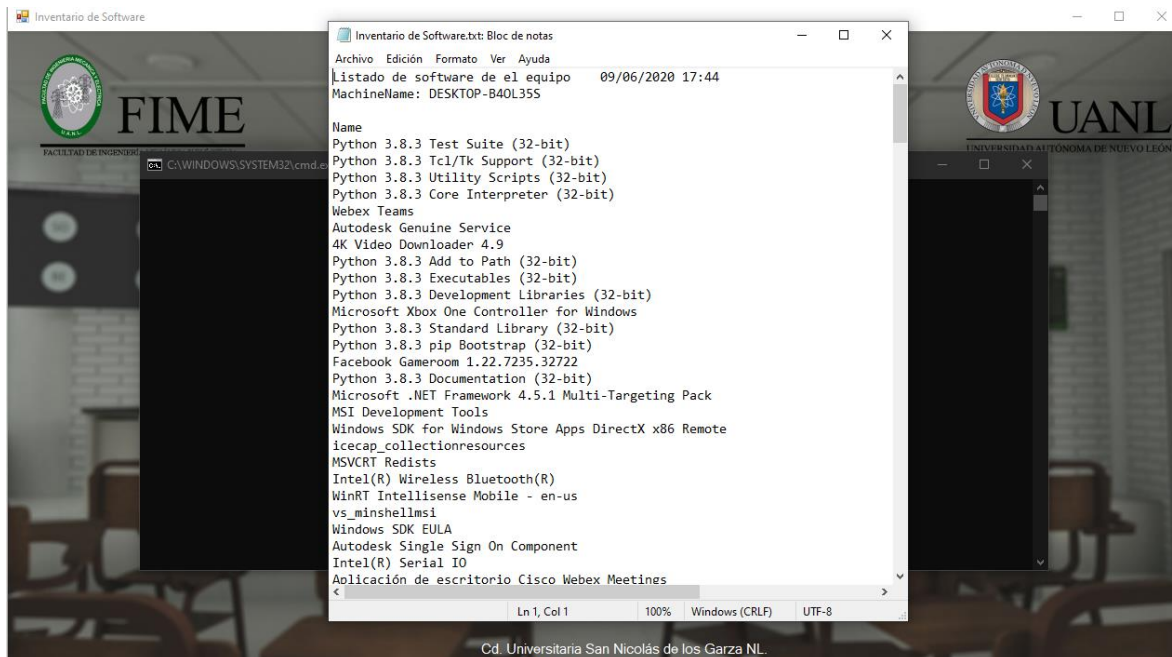 Inventario de Software
FIME
FACULTAD DE INGENIERÍA
UANL
UNIVERSIDAD AUTÓNOMA DE NUEVO LEÓN
C:\WINDOWS\SYSTEM32\cmd.e
Inventario de Software.txt: Bloc de notas
Archivo Edición Formato Ver Ayuda
Listado de software de el equipo 09/06/2020 17:44
MachineName: DESKTOP-B4OL35S
Name
Python 3.8.3 Test Suite (32-bit)
Python 3.8.3 Tcl/Tk Support (32-bit)
Python 3.8.3 Utility Scripts (32-bit)
Python 3.8.3 Core Interpreter (32-bit)
Webex Teams
Autodesk Genuine Service
4K Video Downloader 4.9
Python 3.8.3 Add to Path (32-bit)
Python 3.8.3 Executables (32-bit)
Python 3.8.3 Development Libraries (32-bit)
Microsoft Xbox One Controller for Windows
Python 3.8.3 Standard Library (32-bit)
Python 3.8.3 pip Bootstrap (32-bit)
Facebook Gameroom 1.22.7235.32722
Python 3.8.3 Documentation (32-bit)
Microsoft .NET Framework 4.5.1 Multi-Targeting Pack
MSI Development Tools
Windows SDK for Windows Store Apps DirectX x86 Remote
icecap_collectionresources
MSVCRT Redists
Intel(R) Wireless Bluetooth(R)
WinRT Intellisense Mobile - en-us
vs_minshellmsi
Windows SDK EULA
Autodesk Single Sign On Component
Intel(R) Serial IO
Aplicación de escritorio Cisco Webex Meetings
Ln 1, Col 1 100% Windows (CRLF) UTF-8
Cd. Universitaria San Nicolás de los Garza NL.